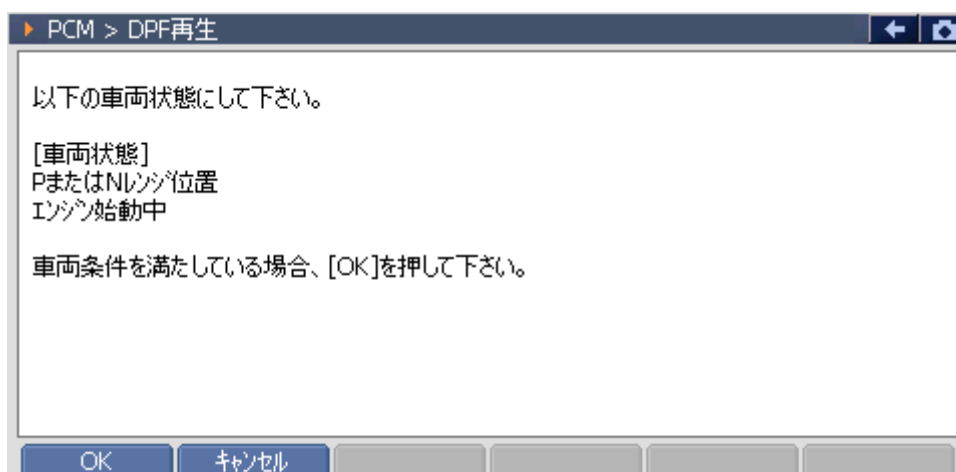 PCM > DPF再生
以下の車両状態にして下さい。
[車両状態]
PまたはNレンジ位置
エンジン始動中
車両条件を満たしている場合、[OK]を押して下さい。
OK
キャンセル